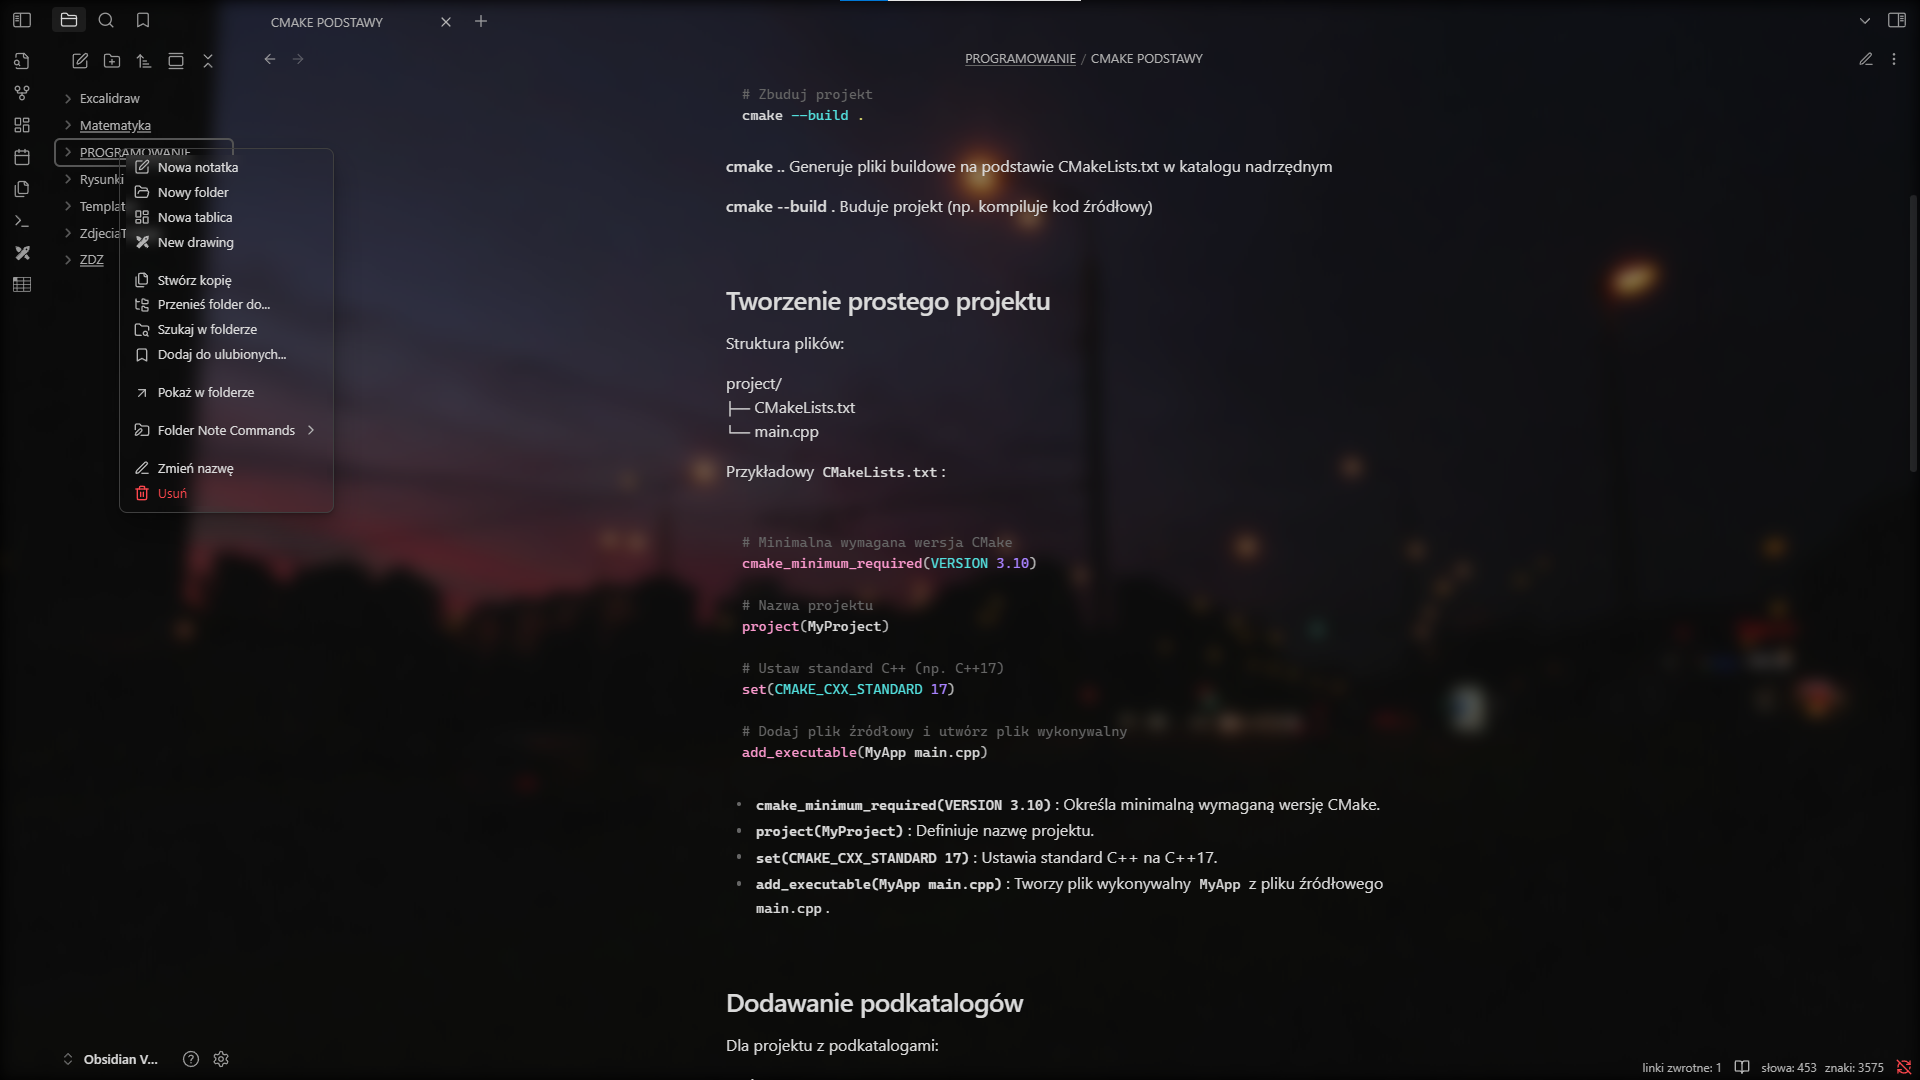 CMAKE PODSTAWY
PROGRAMOWANIE / CMAKE PODSTAWY
Excalidraw
Matematyka
PROGRAMOWANIE
Rysunki
Templat
ZdjeciaT
ZDZ
Nowa notatka
Nowy folder
Nowa tablica
New drawing
Stwórz kopię
Przenieś folder do...
Szukaj w folderze
Dodaj do ulubionych...
Pokaż w folderze
Folder Note Commands
Zmień nazwę
Usuń
# Zbuduj projekt
cmake --build .
cmake .. Generuje pliki buildowe na podstawie CMakeLists.txt w katalogu nadrzędnym
cmake --build . Buduje projekt (np. kompiluje kod źródłowy)
Tworzenie prostego projektu
Struktura plików:
project/
├── CMakeLists.txt
└── main.cpp
Przykładowy CMakeLists.txt:
# Minimalna wymagana wersja CMake
cmake_minimum_required(VERSION 3.10)
# Nazwa projektu
project(MyProject)
# Ustaw standard C++ (np. C++17)
set(CMAKE_CXX_STANDARD 17)
# Dodaj plik źródłowy i utwórz plik wykonywalny
add_executable(MyApp main.cpp)
• cmake_minimum_required(VERSION 3.10) : Określa minimalną wymaganą wersję CMake.
• project(MyProject) : Definiuje nazwę projektu.
• set(CMAKE_CXX_STANDARD 17) : Ustawia standard C++ na C++17.
• add_executable(MyApp main.cpp) : Tworzy plik wykonywalny MyApp z pliku źródłowego
main.cpp.
Dodawanie podkatalogów
Dla projektu z podkatalogami:
Obsidian V...
linki zwrotne: 1 słowa: 453 znaki: 3575